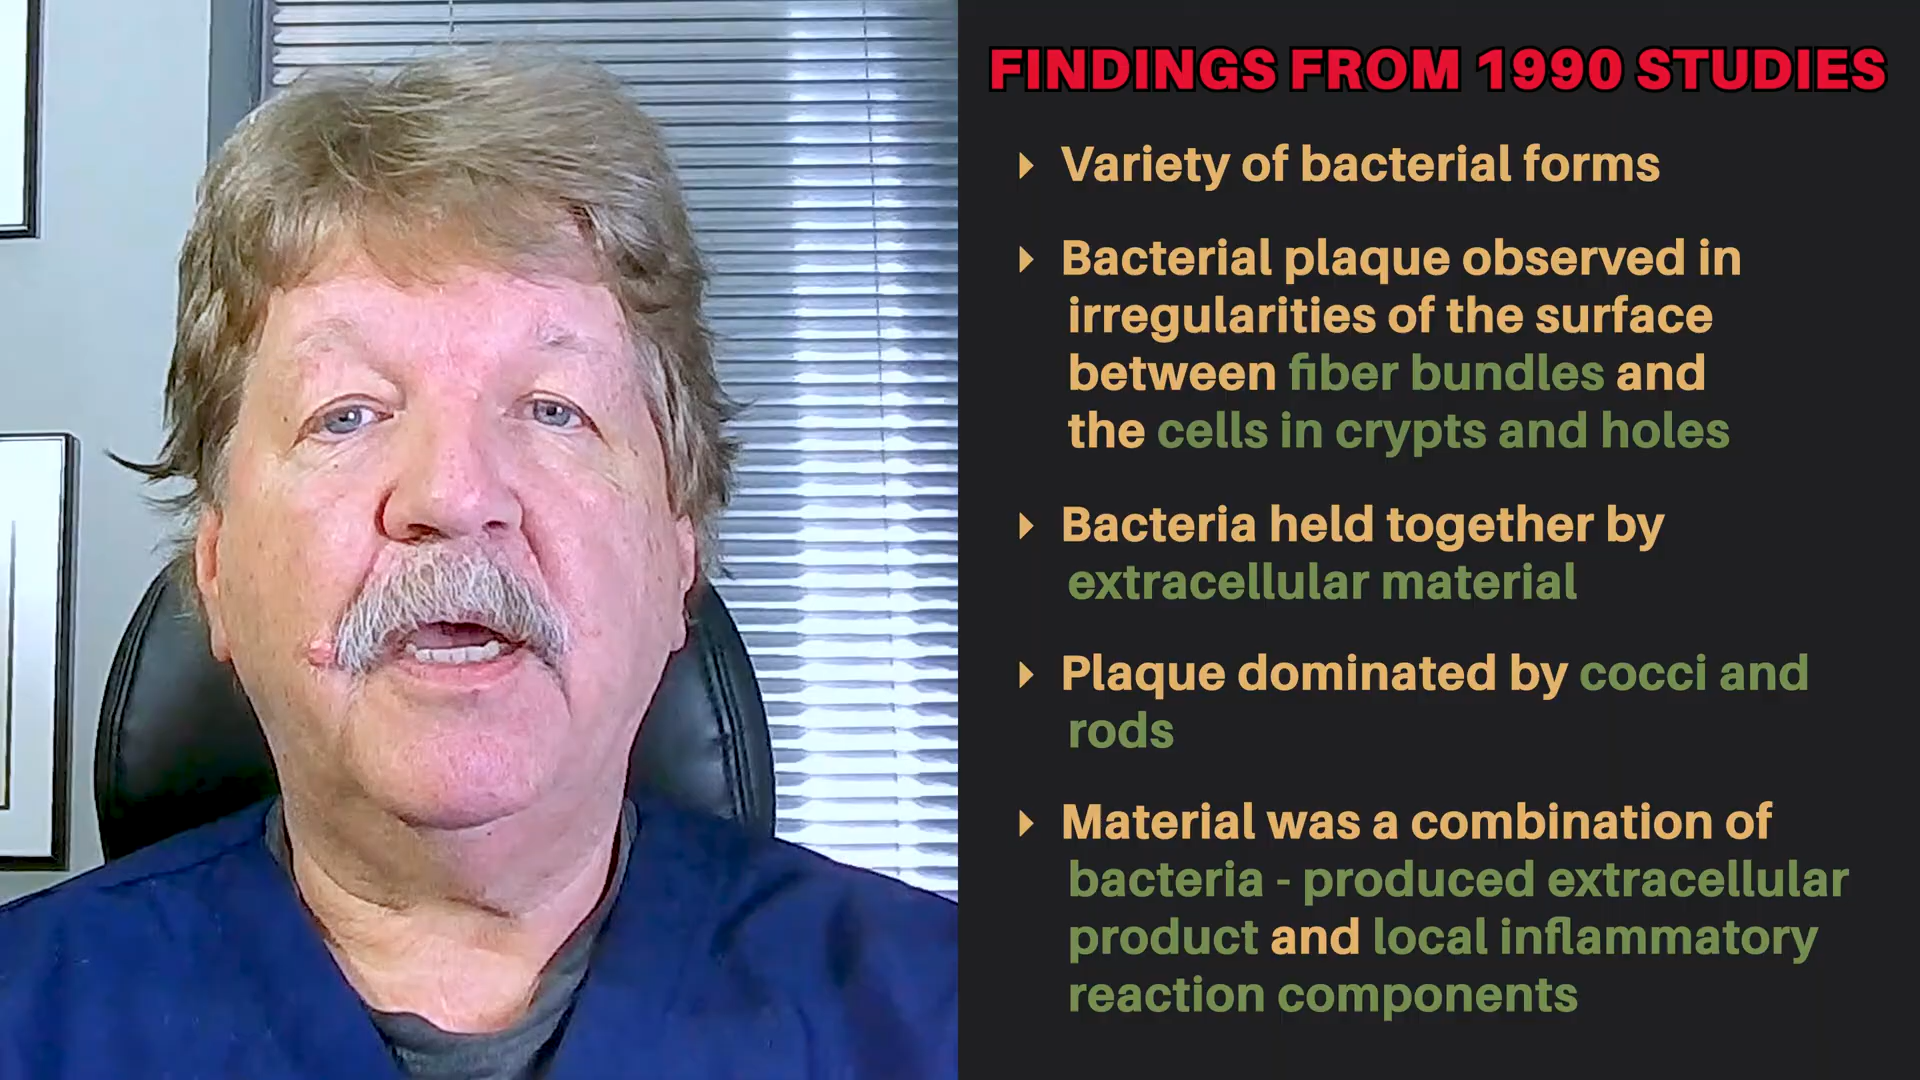 FINDINGS FROM 1990 STUDIES
Variety of bacterial forms
Bacterial plaque observed in
irregularities of the surface
between fiber bundles and
the cells in crypts and holes
Bacteria held together by
extracellular material
Plaque dominated by cocci and
rods
Material was a combination of
bacteria - produced extracellular
product and local inflammatory
reaction components